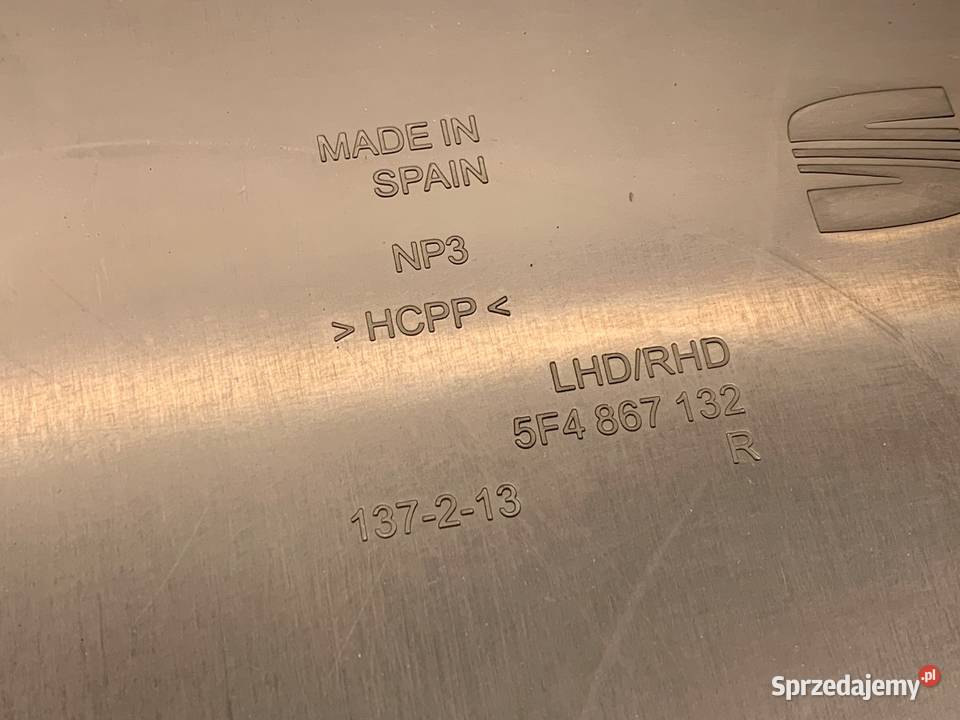 MADE IN
SPAIN
NP3
> HCPP <
LHD/RHD
5F4 867 132
R
137-2-13
Sprzedajemy.pl